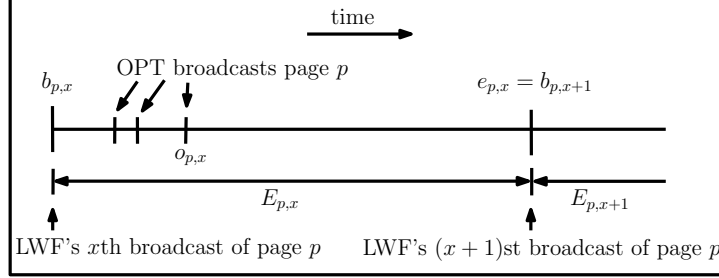 time
OPT broadcasts page p
b_{p,x}
e_{p,x} = b_{p,x+1}
o_{p,x}
E_{p,x}
E_{p,x+1}
LWF's xth broadcast of page p
LWF's (x + 1)st broadcast of page p